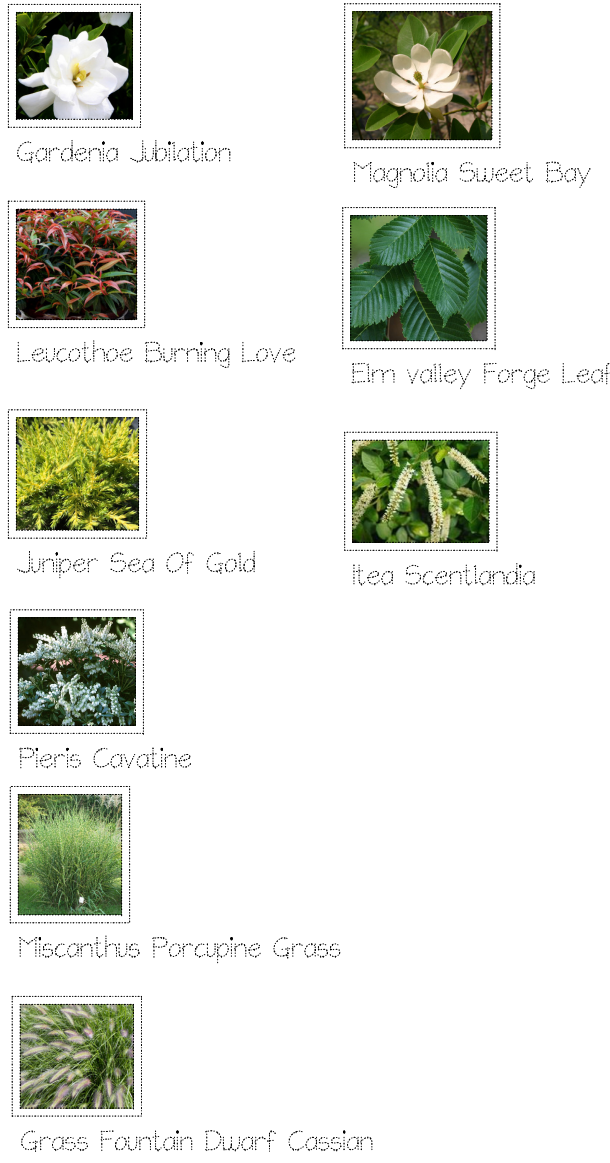 Gardenia Jubilation
Magnolia Sweet Bay
Leucothoe Burning Love
Elm valley Forge Leaf
Juniper Sea Of Gold
Itea Scentlandia
Pieris Cavatine
Miscanthus Porcupine Grass
Grass Fountain Dwarf Cassian